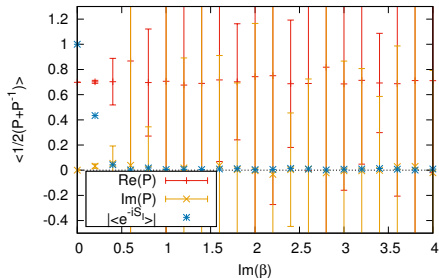 <1/2(P+P⁻¹)>
1.2
1
0.8
0.6
0.4
0.2
0
-0.2
-0.4
Re(P)
Im(P)
|<e^-iS_I>|
0 0.5 1 1.5 2 2.5 3 3.5 4
Im(β)